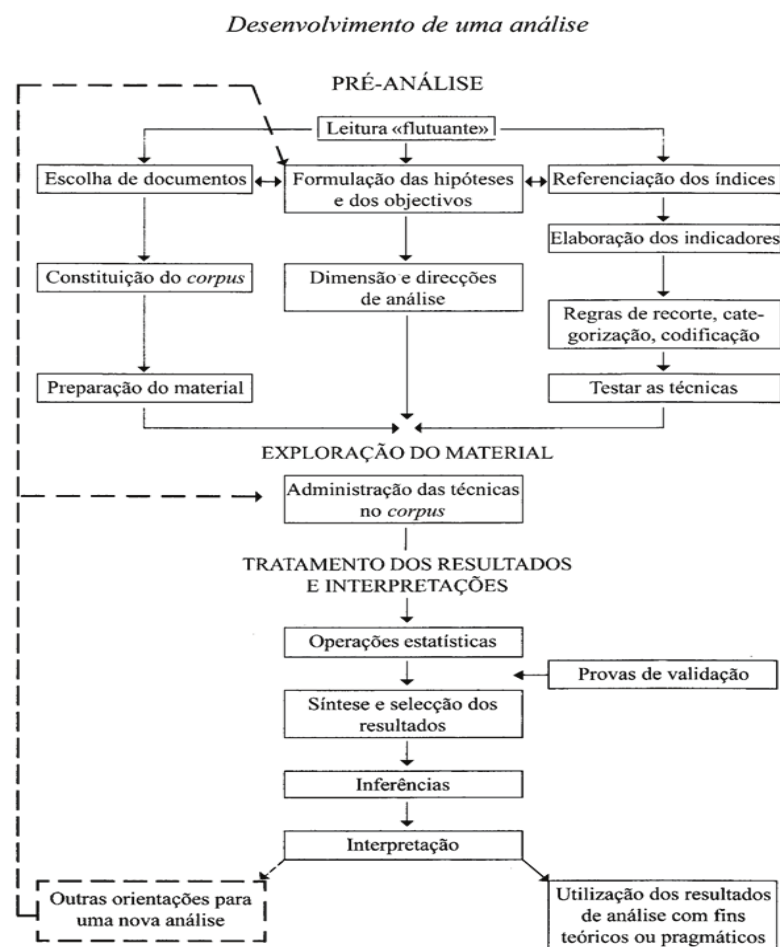 Desenvolvimento de uma análise
PRÉ-ANÁLISE
Leitura «flutuante»
Escolha de documentos
Formulação das hipóteses
e dos objectivos
Referenciação dos índices
Elaboração dos indicadores
Constituição do corpus
Dimensão e direcções
de análise
Regras de recorte, cate-
gorização, codificação
Preparação do material
Testar as técnicas
EXPLORAÇÃO DO MATERIAL
Administração das técnicas
no corpus
TRATAMENTO DOS RESULTADOS
E INTERPRETAÇÕES
Operações estatísticas
Provas de validação
Síntese e selecção dos
resultados
Inferências
Interpretação
Outras orientações para
uma nova análise
Utilização dos resultados
de análise com fins
teóricos ou pragmáticos